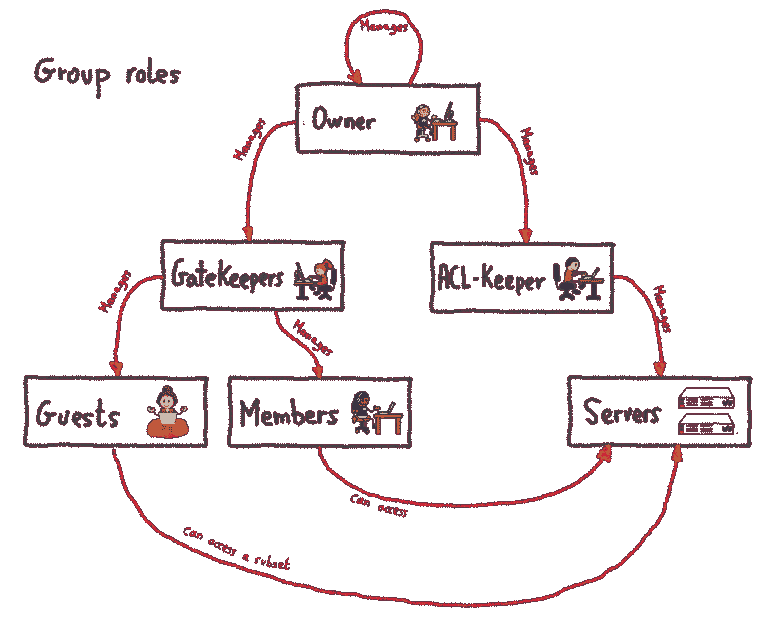 Manages
Group roles
Owner
Manages
Manages
GateKeepers
ACL-Keeper
Manages
Manages
Manages
Guests
Members
Servers
Can access
Can access a subset